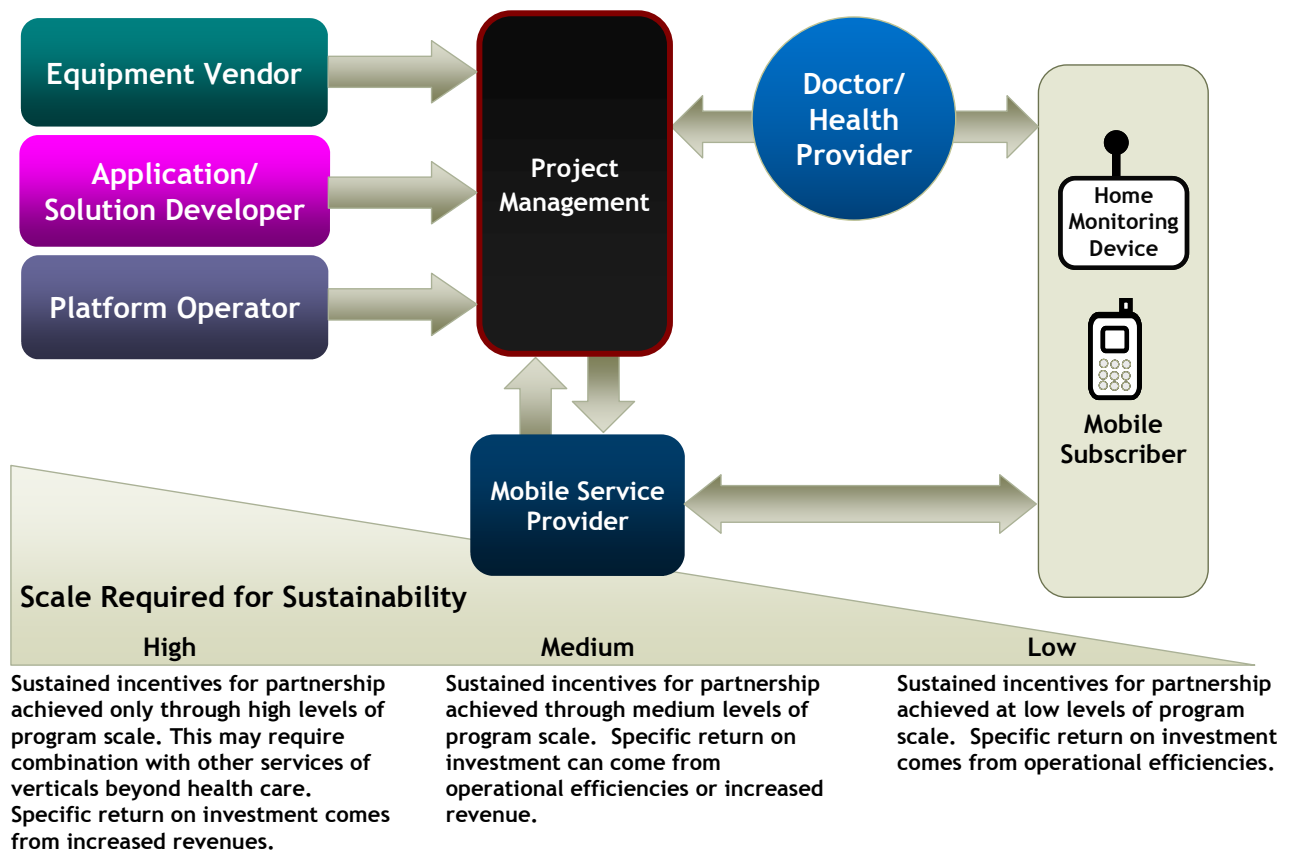 Equipment Vendor
Application/
Solution Developer
Platform Operator
Project
Management
Doctor/
Health
Provider
Home
Monitoring
Device
Mobile
Subscriber
Mobile Service
Provider
Scale Required for Sustainability
High
Medium
Low
Sustained incentives for partnership
achieved only through high levels of
program scale. This may require
combination with other services of
verticals beyond health care.
Specific return on investment comes
from increased revenues.
Sustained incentives for partnership
achieved through medium levels of
program scale.  Specific return on
investment can come from
operational efficiencies or increased
revenue.
Sustained incentives for partnership
achieved at low levels of program
scale.  Specific return on investment
comes from operational efficiencies.